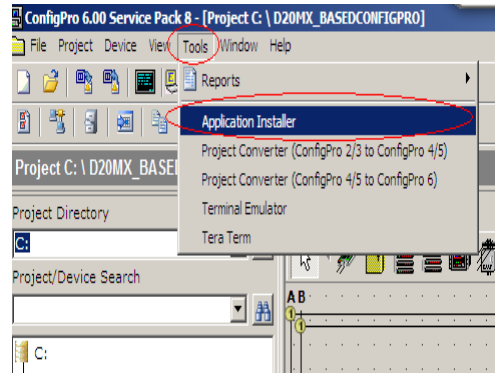 ConfigPro 6.00 Service Pack 8 - [Project C: \ D20MX_BASEDCONFIGPRO]
File Project Device View Tools Window Help
Reports
Application Installer
Project Converter (ConfigPro 2/3 to ConfigPro 4/5)
Project C: \ D20MX_BASE
Project Converter (ConfigPro 4/5 to ConfigPro 6)
Terminal Emulator
Project Directory
Tera Term
C:
Project/Device Search
A B
1
1
C: